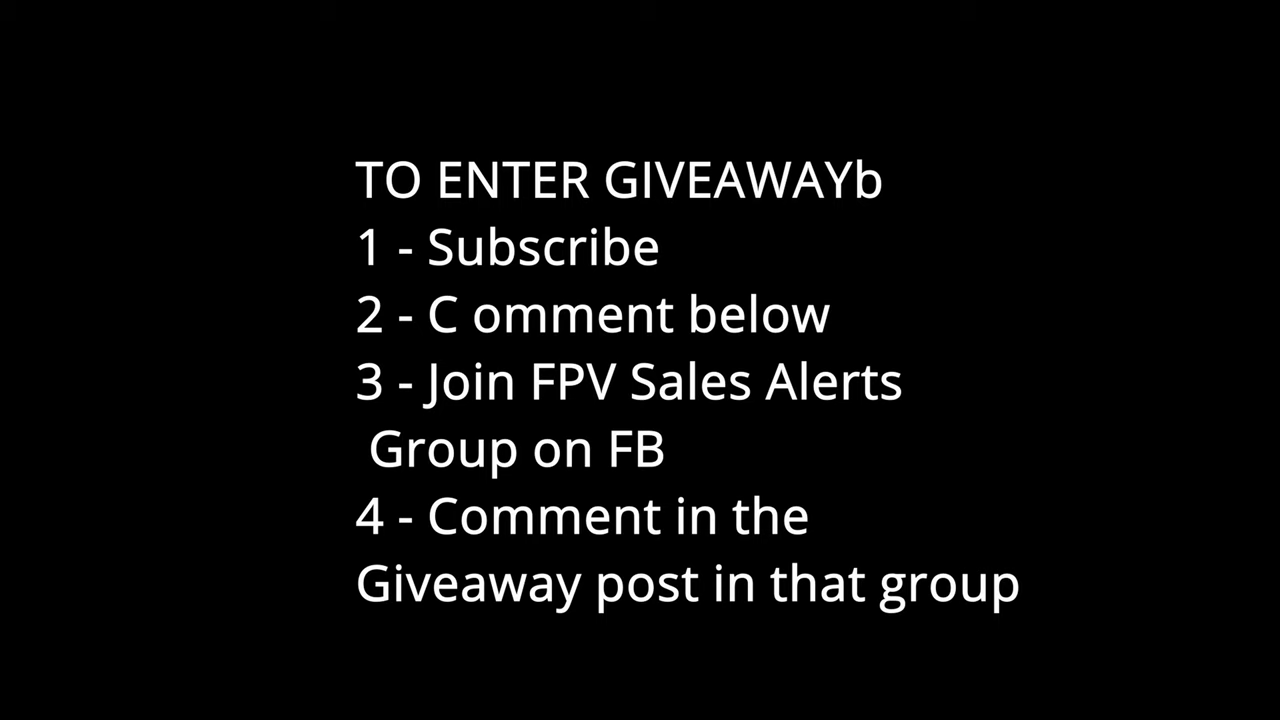 TO ENTER GIVEAWAYb
1 - Subscribe
2 - C omment below
3 - Join FPV Sales Alerts
Group on FB
4 - Comment in the
Giveaway post in that group